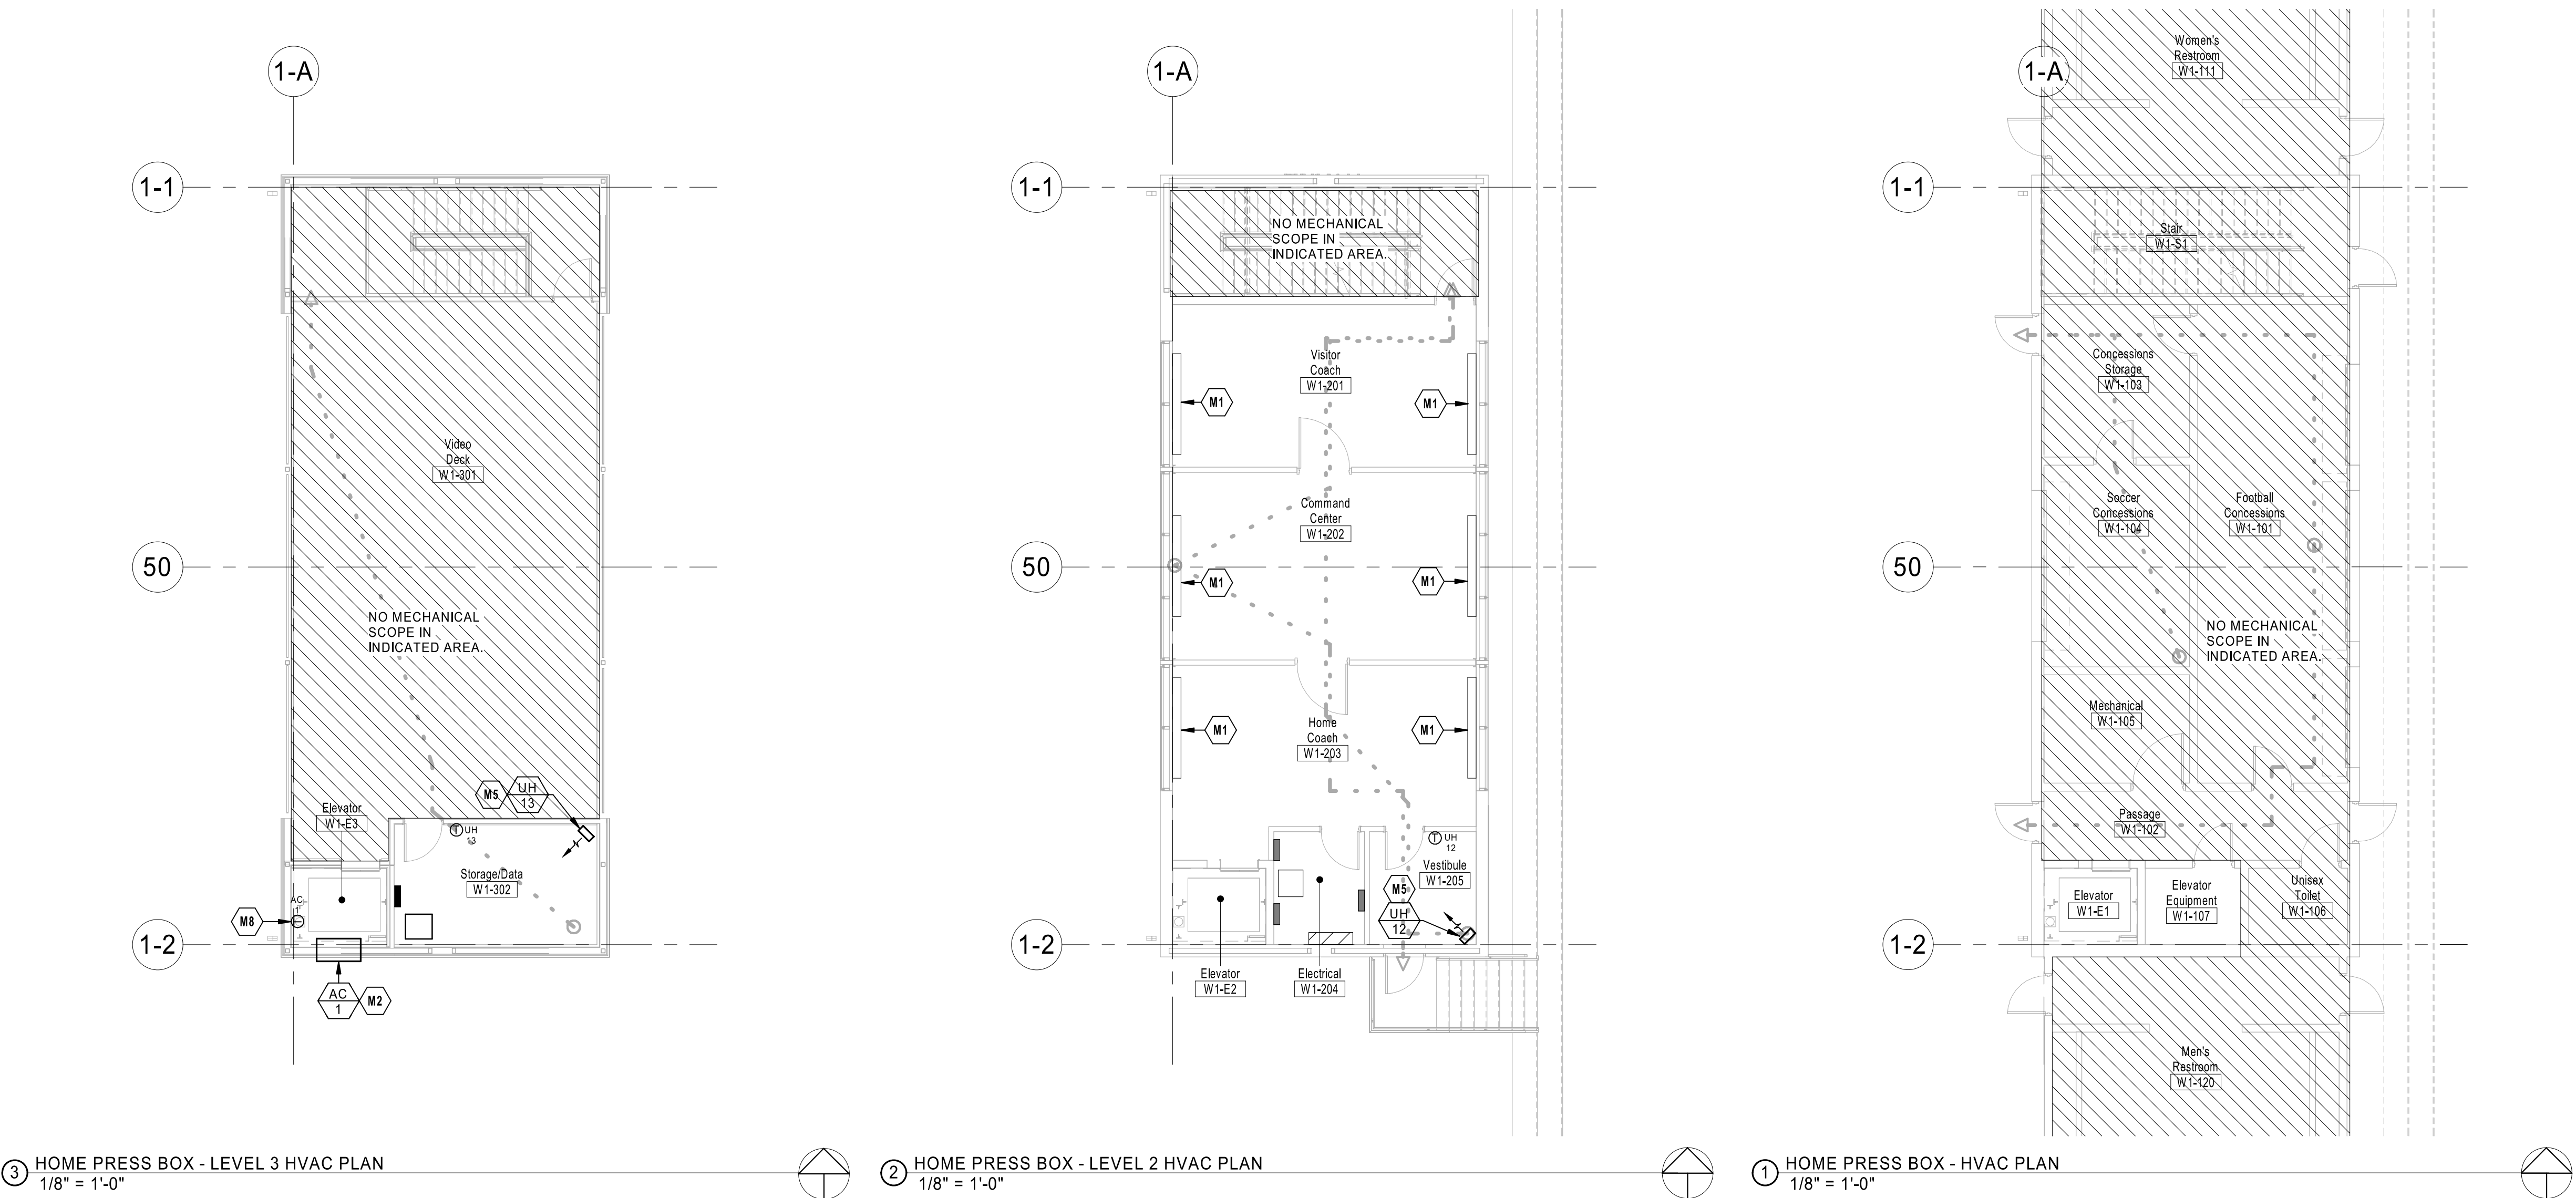 1-A
1-1
Video
Deck
W1-301
50
NO MECHANICAL
SCOPE IN
INDICATED AREA.
M5
UH
13
Elevator
W1-E3
T
UH
13
Storage/Data
W1-302
AC
1
M8
1-2
AC
1
M2
3
HOME PRESS BOX - LEVEL 3 HVAC PLAN
1/8" = 1'-0"
1-A
1-1
NO MECHANICAL
SCOPE IN
INDICATED AREA.
Visitor
Coach
W1-201
M1
M1
Command
Center
W1-202
50
M1
M1
Home
Coach
W1-203
M1
M1
T
UH
12
Vestibule
W1-205
M5
UH
12
1-2
Elevator
W1-E2
Electrical
W1-204
2
HOME PRESS BOX - LEVEL 2 HVAC PLAN
1/8" = 1'-0"
Women's
Restroom
W1-111
1-A
1-1
Stair
W1-S1
Concessions
Storage
W1-103
Soccer
Concessions
W1-104
Football
Concessions
W1-101
50
NO MECHANICAL
SCOPE IN
INDICATED AREA.
Mechanical
W1-105
Passage
W1-102
Elevator
W1-E1
Elevator
Equipment
W1-107
Unisex
Toilet
W1-106
1-2
Men's
Restroom
W1-120
1
HOME PRESS BOX - HVAC PLAN
1/8" = 1'-0"